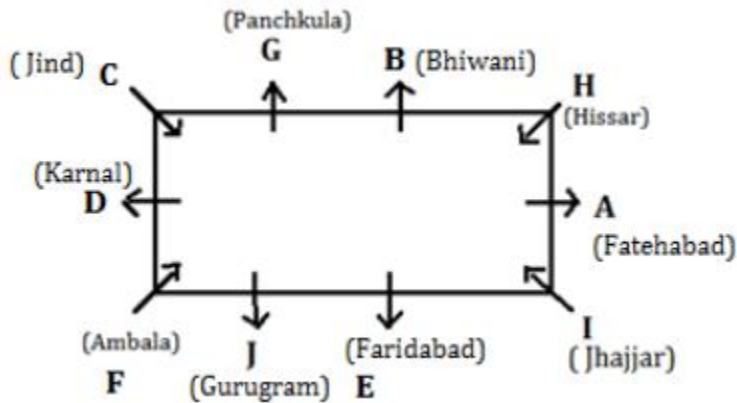 (Panchkula)
G
B (Bhiwani)
(Jind) C
H
(Hissar)
(Karnal)
D
A
(Fatehabad)
(Ambala)
F
J
(Gurugram)
(Faridabad)
E
I
(Jhajjar)